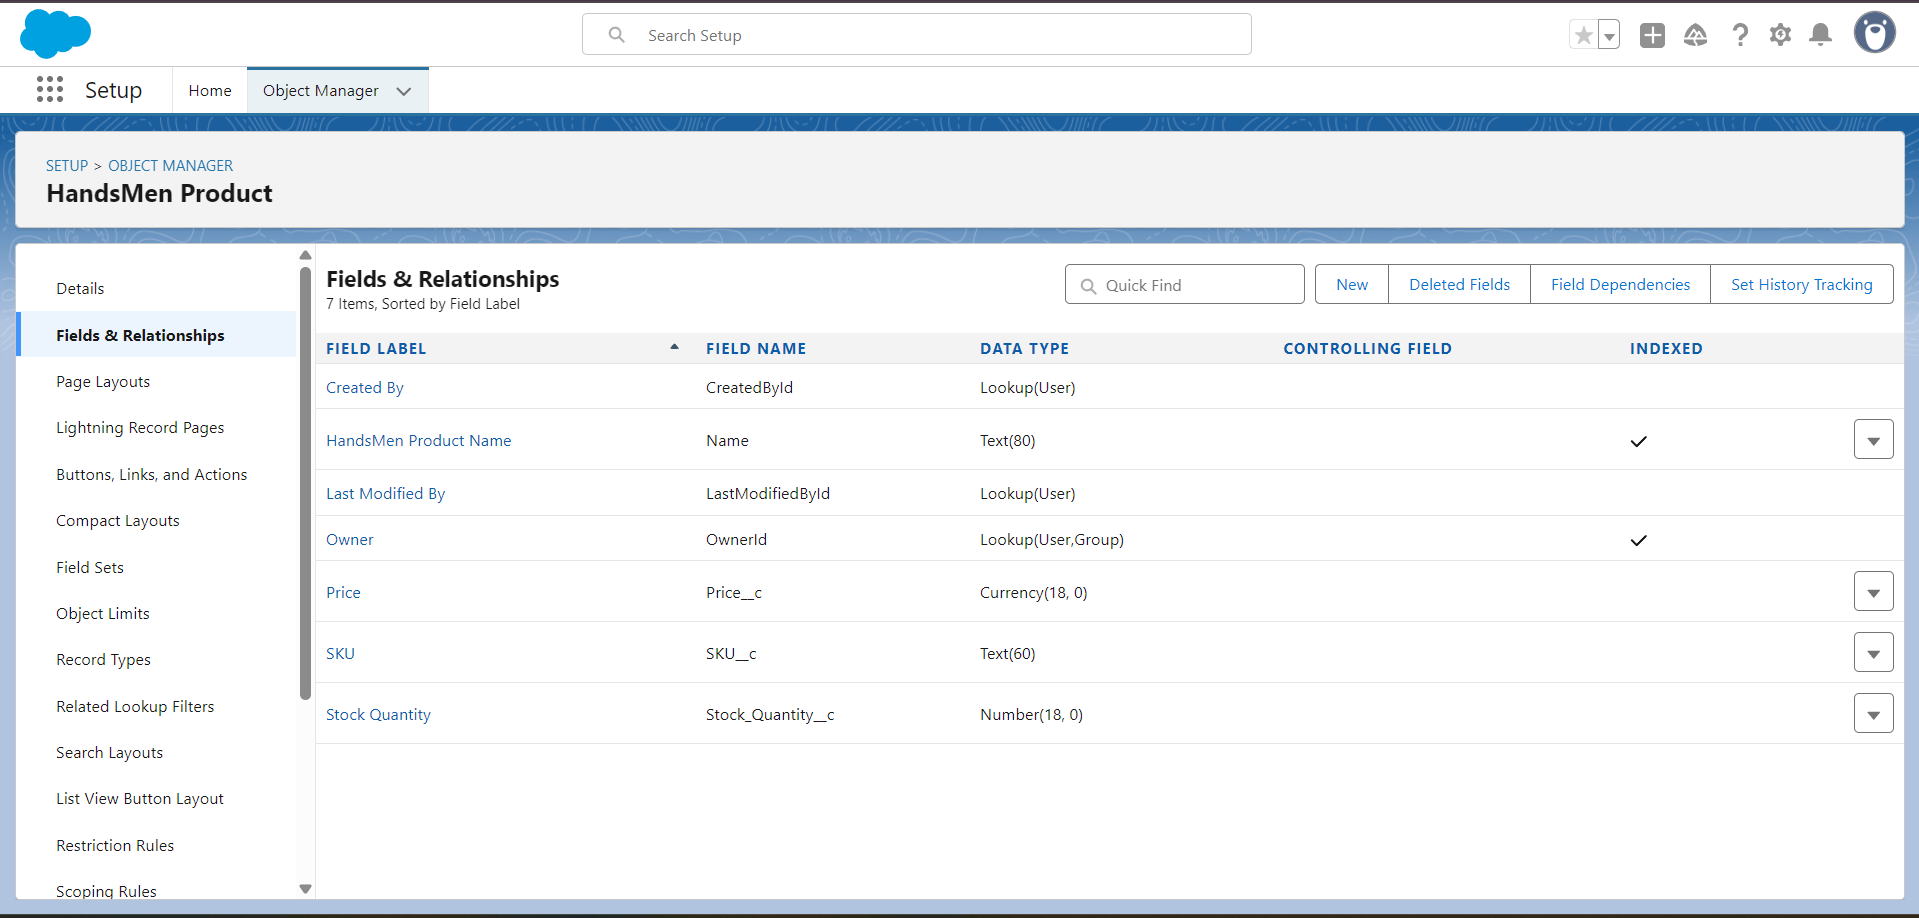 Search Setup
Setup
Home
Object Manager
SETUP > OBJECT MANAGER
HandsMen Product
Details
Fields & Relationships
Page Layouts
Lightning Record Pages
Buttons, Links, and Actions
Compact Layouts
Field Sets
Object Limits
Record Types
Related Lookup Filters
Search Layouts
List View Button Layout
Restriction Rules
Scoping Rules
Fields & Relationships
7 Items, Sorted by Field Label
Quick Find
New
Deleted Fields
Field Dependencies
Set History Tracking
FIELD LABEL FIELD NAME DATA TYPE CONTROLLING FIELD INDEXED
Created By CreatedById Lookup(User)
HandsMen Product Name Name Text(80)
Last Modified By LastModifiedById Lookup(User)
Owner OwnerId Lookup(User,Group)
Price Price__c Currency(18, 0)
SKU SKU__c Text(60)
Stock Quantity Stock_Quantity__c Number(18, 0)